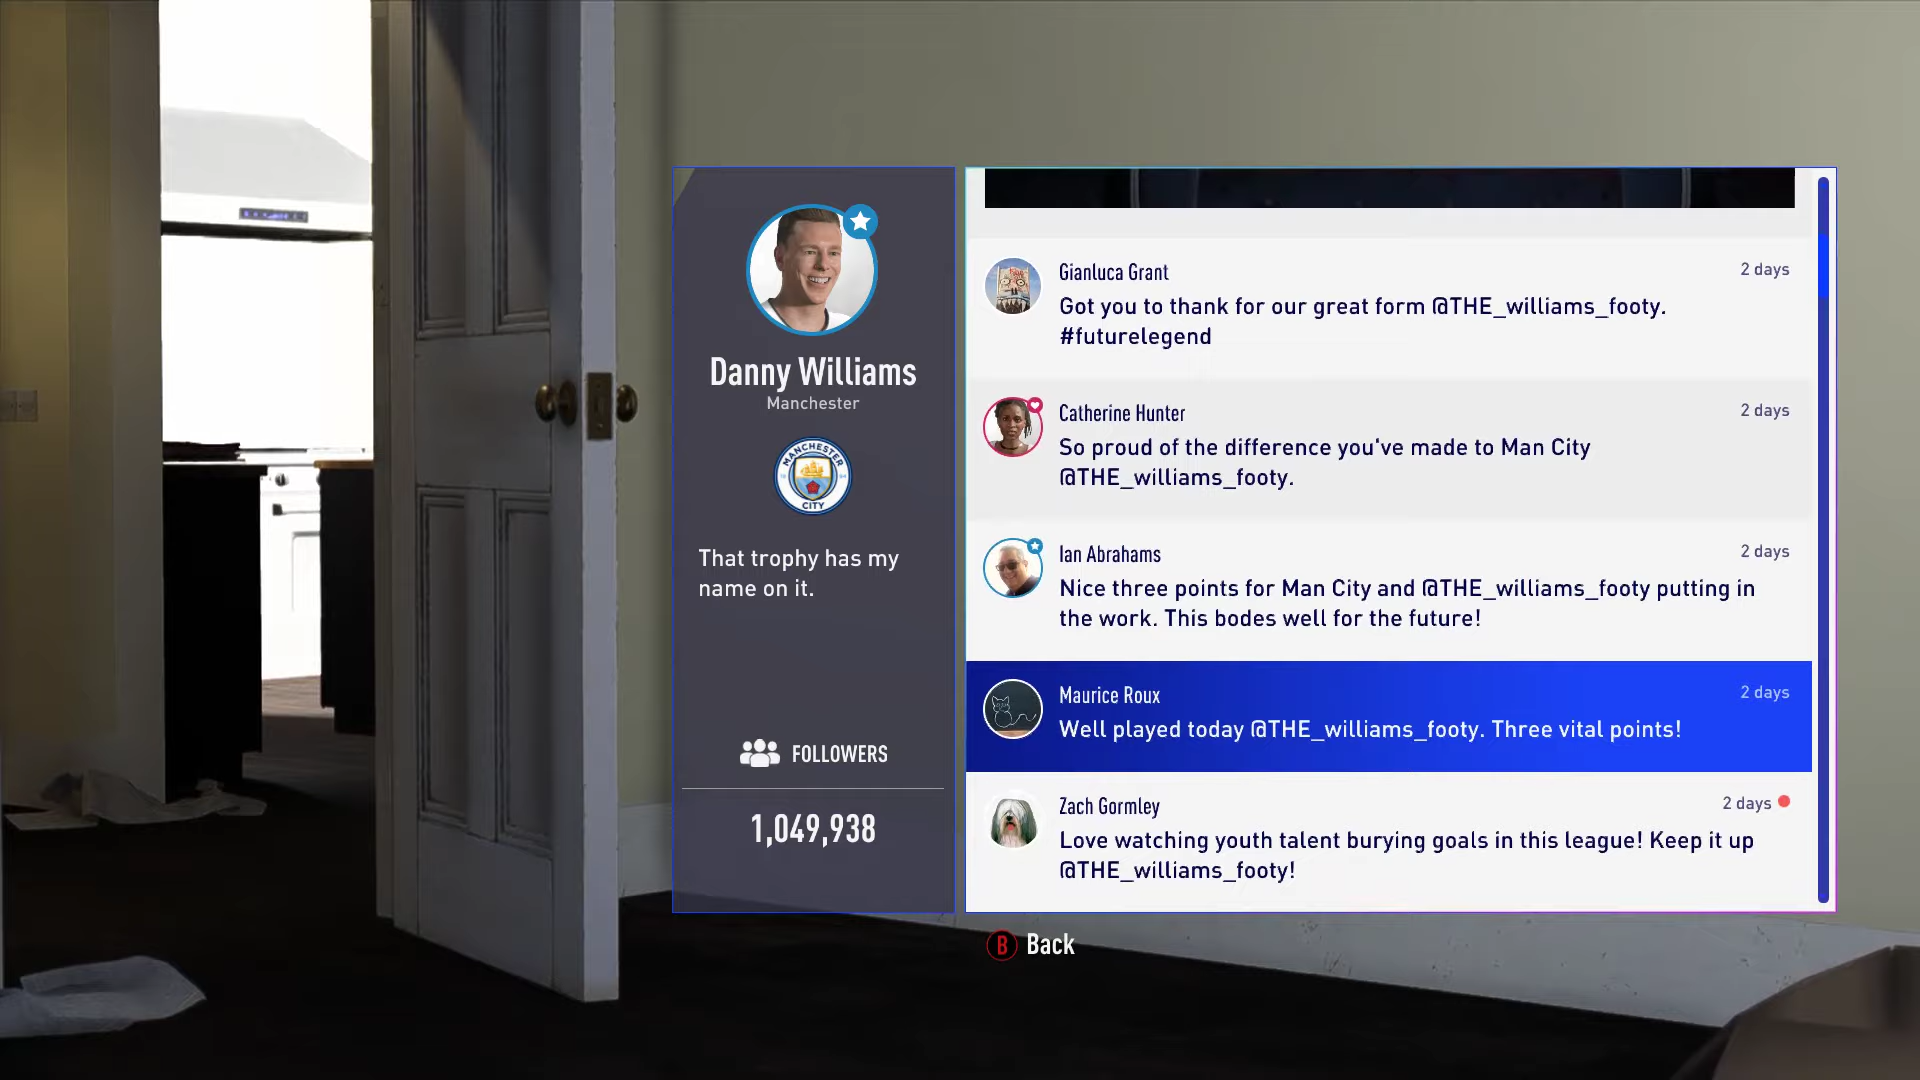 Danny Williams
Manchester
MANCHESTER
CITY
That trophy has my
name on it.
FOLLOWERS
1,049,938
Gianluca Grant
2 days
Got you to thank for our great form @THE_williams_footy.
#futurelegend
Catherine Hunter
2 days
So proud of the difference you've made to Man City
@THE_williams_footy.
Ian Abrahams
2 days
Nice three points for Man City and @THE_williams_footy putting in
the work. This bodes well for the future!
Maurice Roux
2 days
Well played today @THE_williams_footy. Three vital points!
Zach Gormley
2 days
Love watching youth talent burying goals in this league! Keep it up
@THE_williams_footy!
B Back